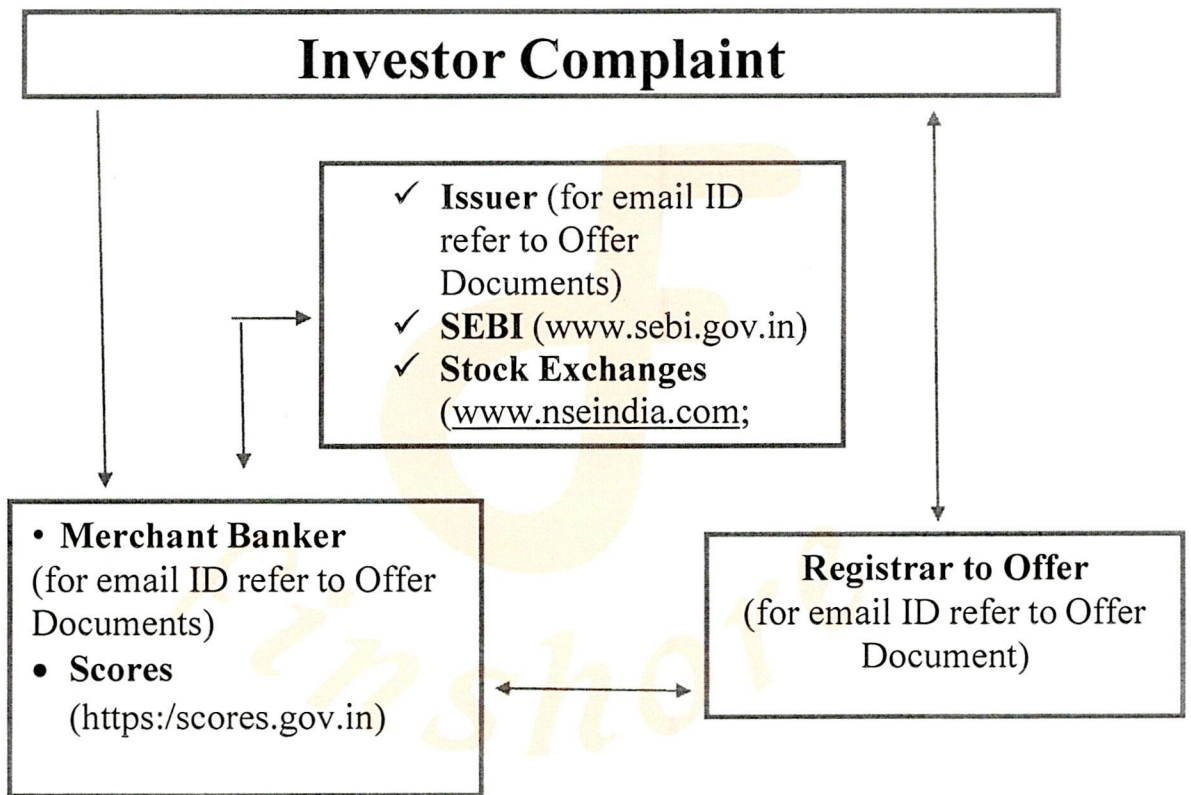 Investor Complaint
✓ Issuer (for email ID
refer to Offer
Documents)
✓ SEBI (www.sebi.gov.in)
✓ Stock Exchanges
(www.nseindia.com;
• Merchant Banker
(for email ID refer to Offer
Documents)
• Scores
(https:/scores.gov.in)
Registrar to Offer
(for email ID refer to Offer
Document)
Finshore